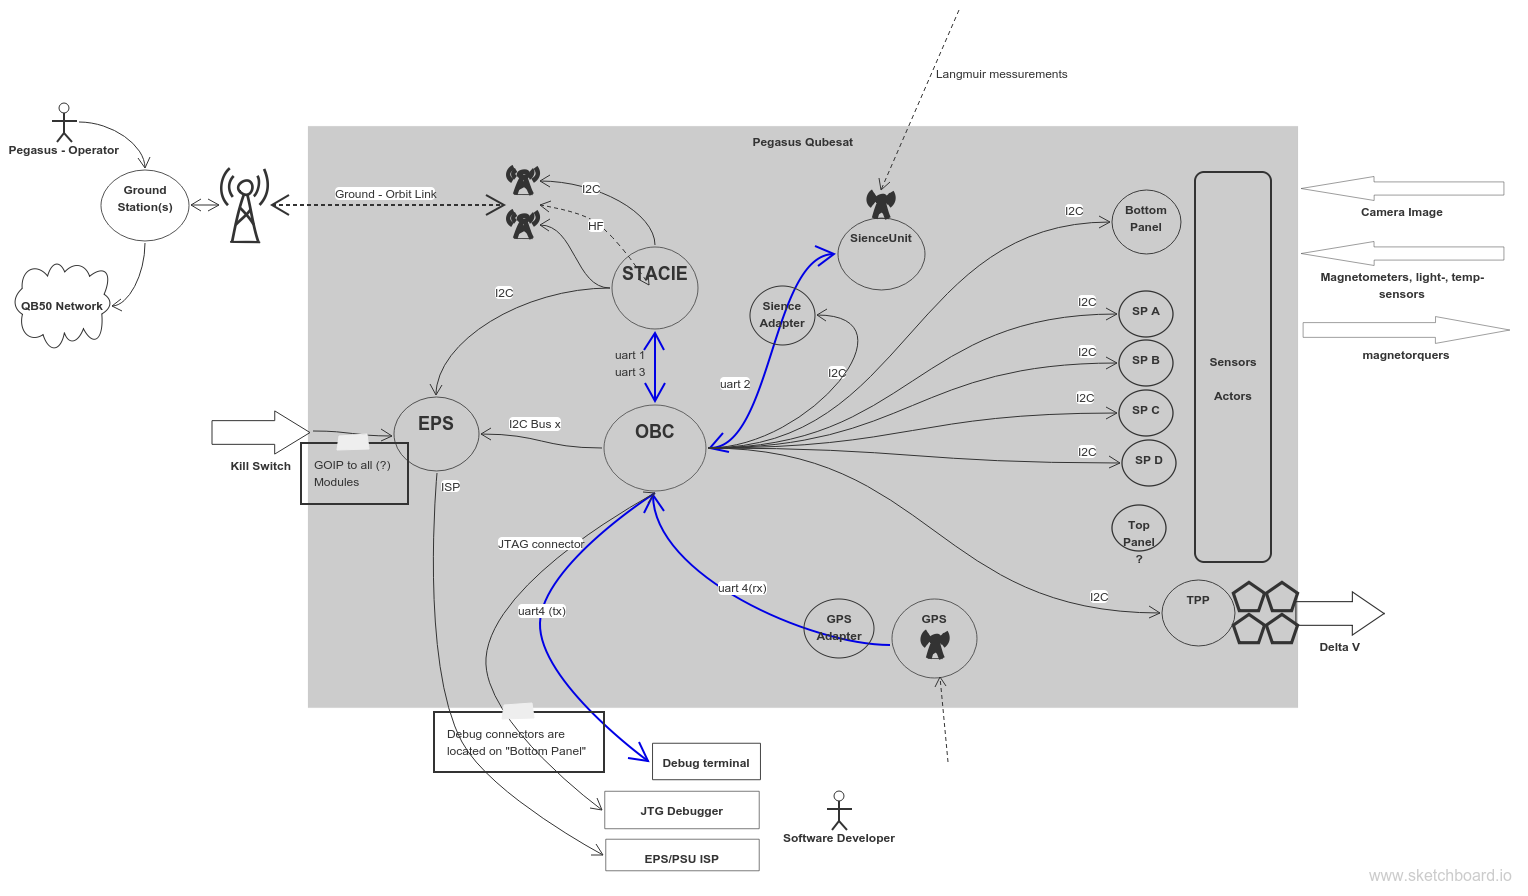 Langmuir messurements
Pegasus - Operator
Pegasus Qubesat
Ground
Station(s)
Ground - Orbit Link
I2C
HF
STACIE
SienceUnit
I2C
Bottom
Panel
Camera Image
Magnetometers, light-, temp-
sensors
magnetorquers
QB50 Network
I2C
Sience
Adapter
I2C
SP A
uart 1
uart 3
uart 2
I2C
I2C
SP B
Sensors
Actors
I2C
SP C
EPS
I2C Bus x
OBC
I2C
SP D
Kill Switch
GOIP to all (?)
Modules
ISP
JTAG connector
Top
Panel
?
uart4 (tx)
uart 4(rx)
GPS
Adapter
GPS
I2C
TPP
Delta V
Debug connectors are
located on "Bottom Panel"
Debug terminal
JTG Debugger
EPS/PSU ISP
Software Developer
www.sketchboard.io